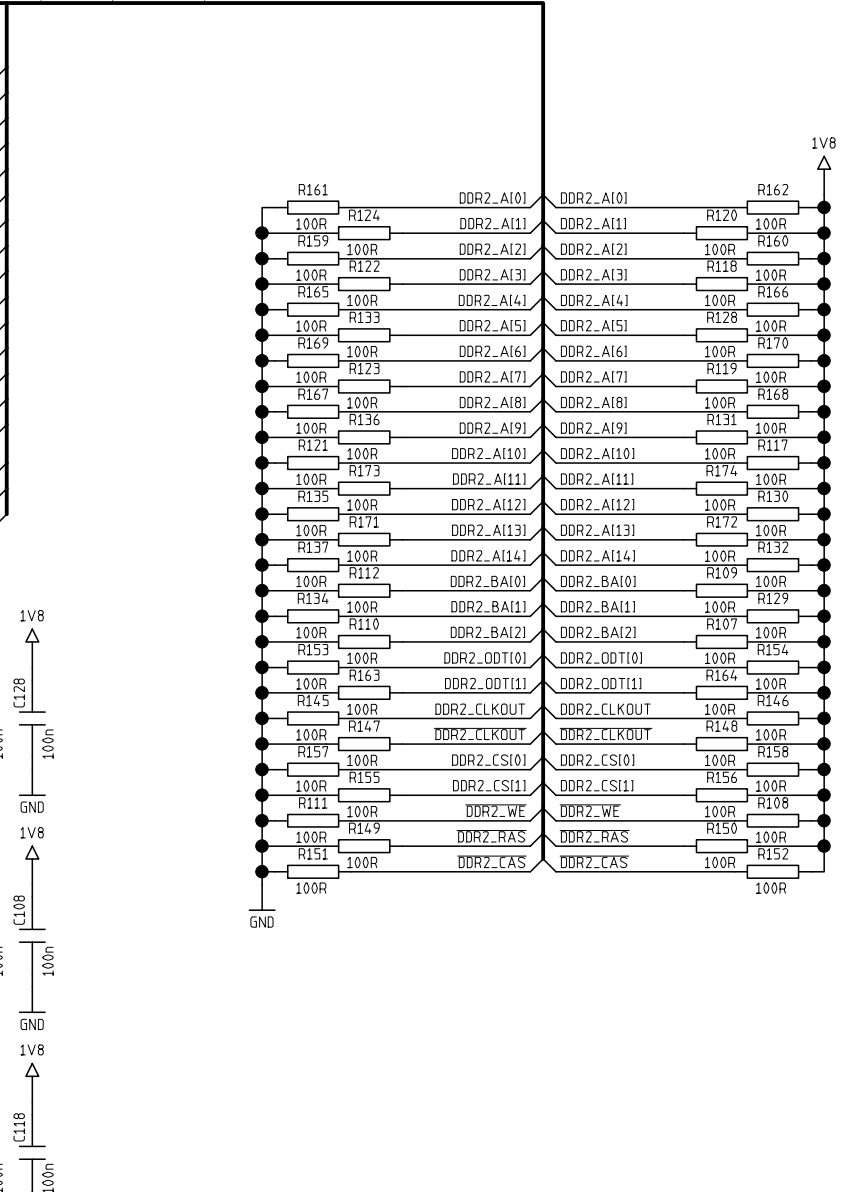 1V8
R161 DDR2_A[0] DDR2_A[0] R162
100R R124 DDR2_A[1] DDR2_A[1] R120 100R
R159 100R DDR2_A[2] DDR2_A[2] 100R R160
100R R122 DDR2_A[3] DDR2_A[3] R118 100R
R165 100R DDR2_A[4] DDR2_A[4] 100R R166
100R R133 DDR2_A[5] DDR2_A[5] R128 100R
R169 100R DDR2_A[6] DDR2_A[6] 100R R170
100R R123 DDR2_A[7] DDR2_A[7] R119 100R
R167 100R DDR2_A[8] DDR2_A[8] 100R R168
100R R136 DDR2_A[9] DDR2_A[9] R131 100R
R121 100R DDR2_A[10] DDR2_A[10] 100R R117
100R R173 DDR2_A[11] DDR2_A[11] R174 100R
R135 100R DDR2_A[12] DDR2_A[12] 100R R130
100R R171 DDR2_A[13] DDR2_A[13] R172 100R
R137 100R DDR2_A[14] DDR2_A[14] 100R R132
100R R112 DDR2_BA[0] DDR2_BA[0] R109 100R
R134 100R DDR2_BA[1] DDR2_BA[1] 100R R129
100R R110 DDR2_BA[2] DDR2_BA[2] R107 100R
R153 100R DDR2_ODT[0] DDR2_ODT[0] 100R R154
100R R163 DDR2_ODT[1] DDR2_ODT[1] R164 100R
R145 100R DDR2_CLKOUT DDR2_CLKOUT 100R R146
100R R147 DDR2_CLKOUT DDR2_CLKOUT R148 100R
R157 100R DDR2_CS[0] DDR2_CS[0] 100R R158
100R R155 DDR2_CS[1] DDR2_CS[1] R156 100R
R111 100R DDR2_WE DDR2_WE 100R R108
100R R149 DDR2_RAS DDR2_RAS R150 100R
R151 100R DDR2_CAS DDR2_CAS 100R R152
100R 100R
GND
1V8
C128
100n
GND
1V8
C108
100n
GND
1V8
C118
100n